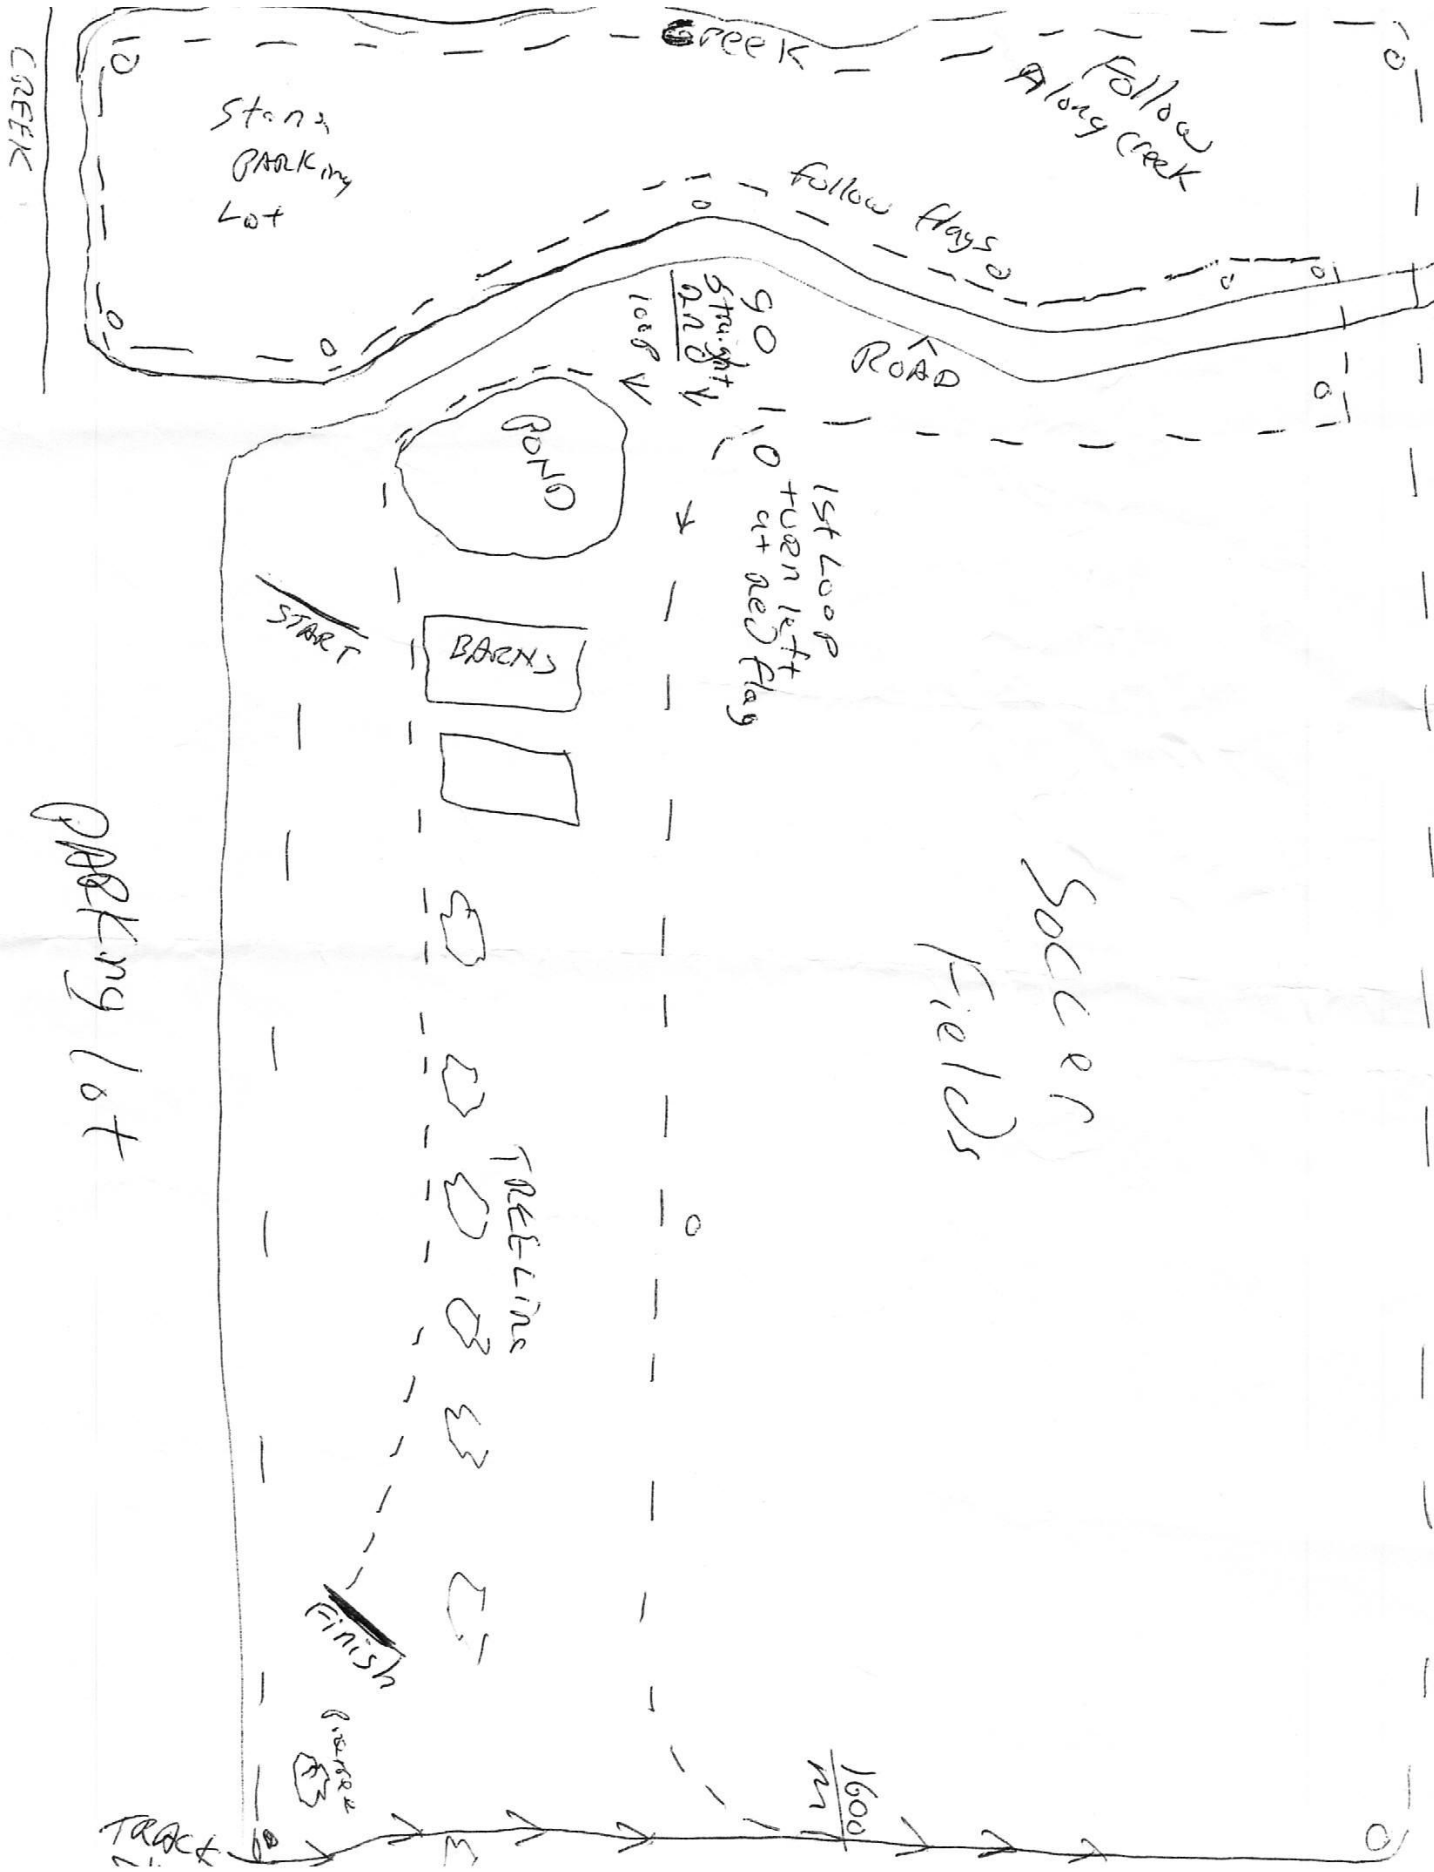 CREEK
Creek
Follow
Along Creek
PARKing
Lot
follow flags
go
straight
2nd
loop
ROAD
POND
1st LOOP
turn left
at RED flag
START
BARNS
PARKing lot
Soccer
Fields
TREELine
Finish
1600
m
TRACK